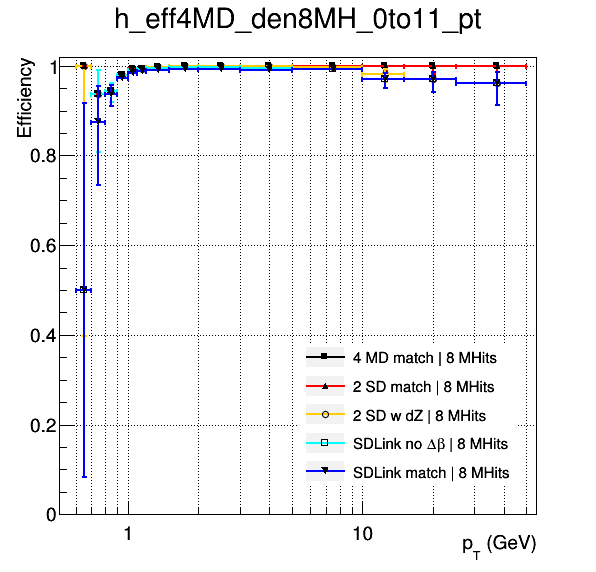 h_eff4MD_den8MH_0to11_pt
Efficiency
1
0.8
0.6
0.4
0.2
0
4 MD match | 8 MHits
2 SD match | 8 MHits
2 SD w dZ | 8 MHits
SDLink no Δβ | 8 MHits
SDLink match | 8 MHits
1
10
p_T (GeV)